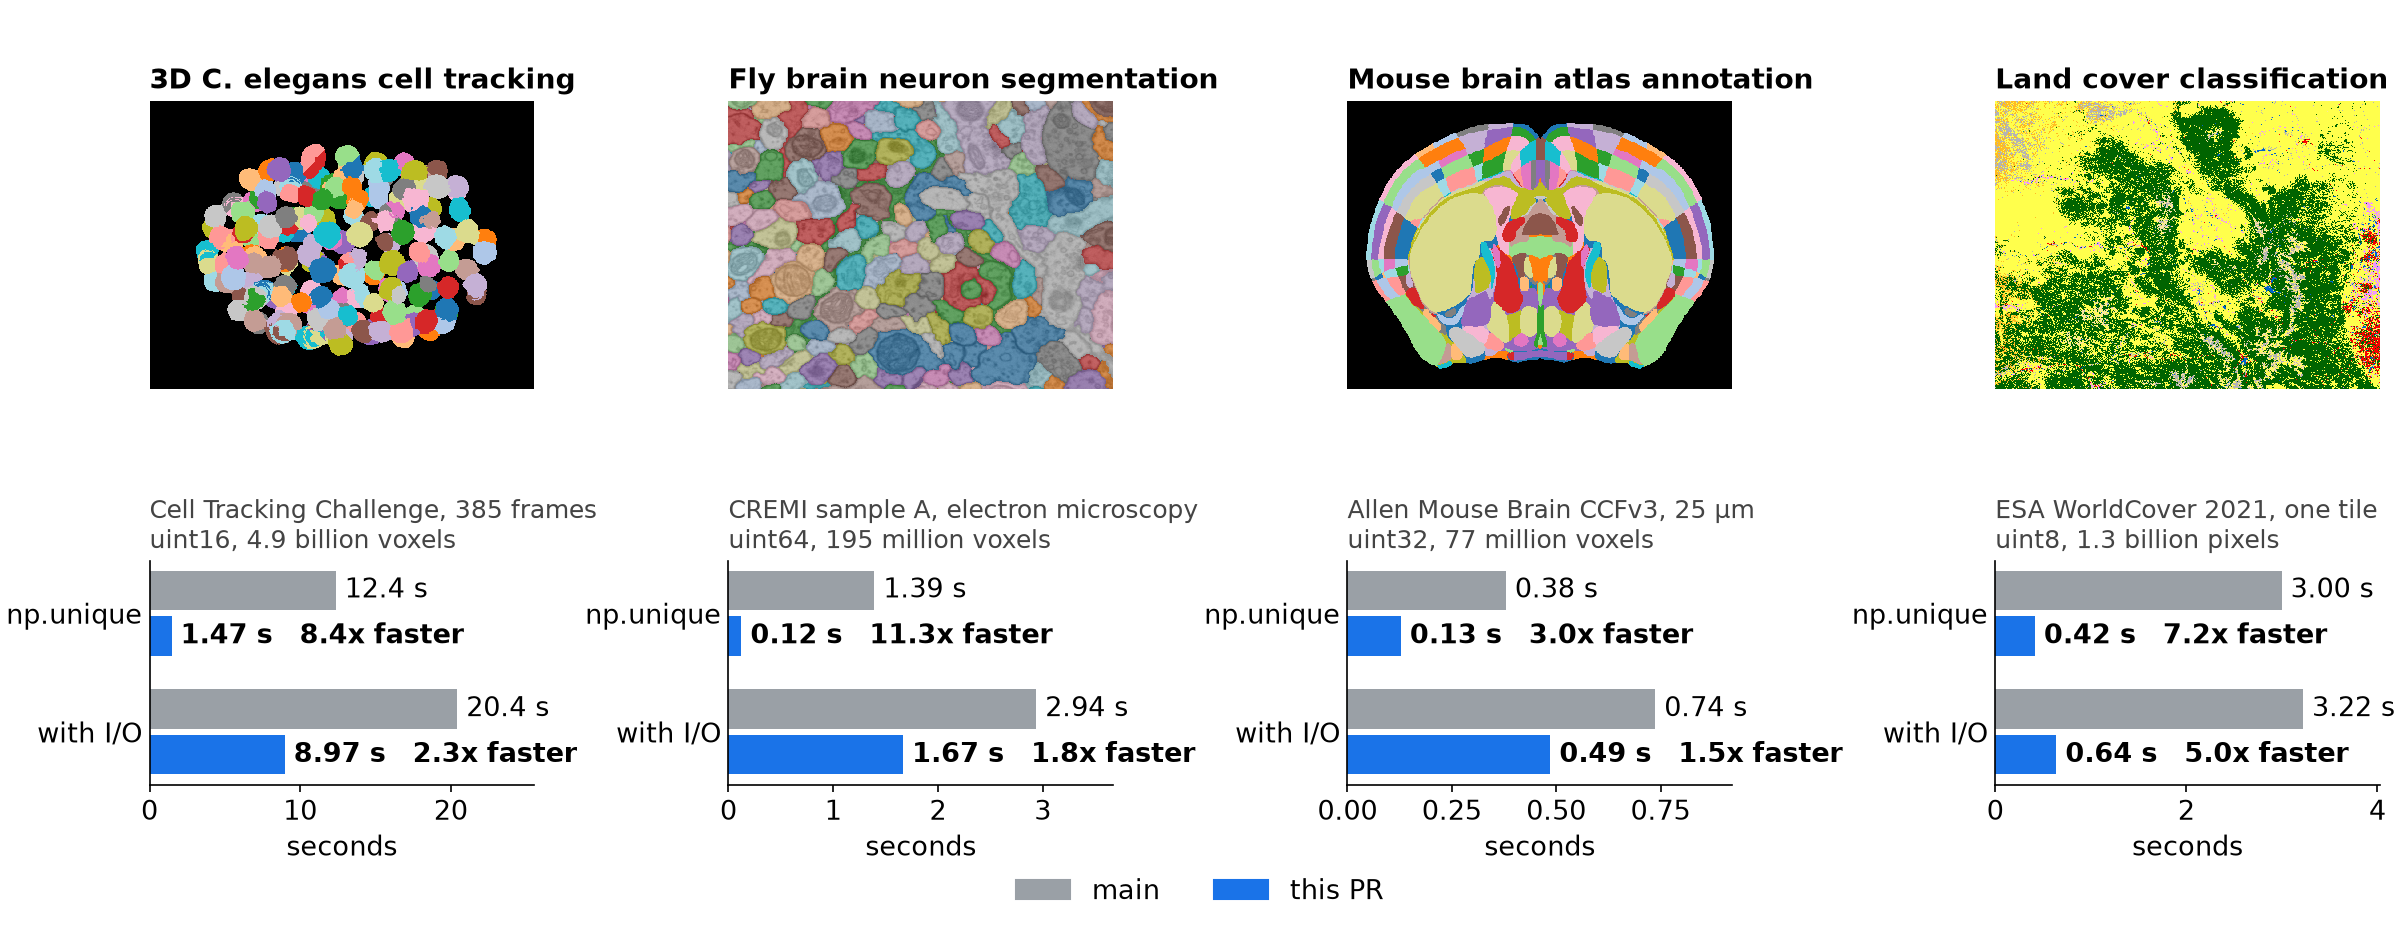 3D C. elegans cell tracking
Fly brain neuron segmentation
Mouse brain atlas annotation
Land cover classification
Cell Tracking Challenge, 385 frames
uint16, 4.9 billion voxels
np.unique
12.4 s
1.47 s 8.4x faster
with I/O
20.4 s
8.97 s 2.3x faster
0 10 20
seconds
CREMI sample A, electron microscopy
uint64, 195 million voxels
np.unique
1.39 s
0.12 s 11.3x faster
with I/O
2.94 s
1.67 s 1.8x faster
0 1 2 3
seconds
Allen Mouse Brain CCFv3, 25 µm
uint32, 77 million voxels
np.unique
0.38 s
0.13 s 3.0x faster
with I/O
0.74 s
0.49 s 1.5x faster
0.00 0.25 0.50 0.75
seconds
ESA WorldCover 2021, one tile
uint8, 1.3 billion pixels
np.unique
3.00 s
0.42 s 7.2x faster
with I/O
3.22 s
0.64 s 5.0x faster
0 2 4
seconds
main
this PR